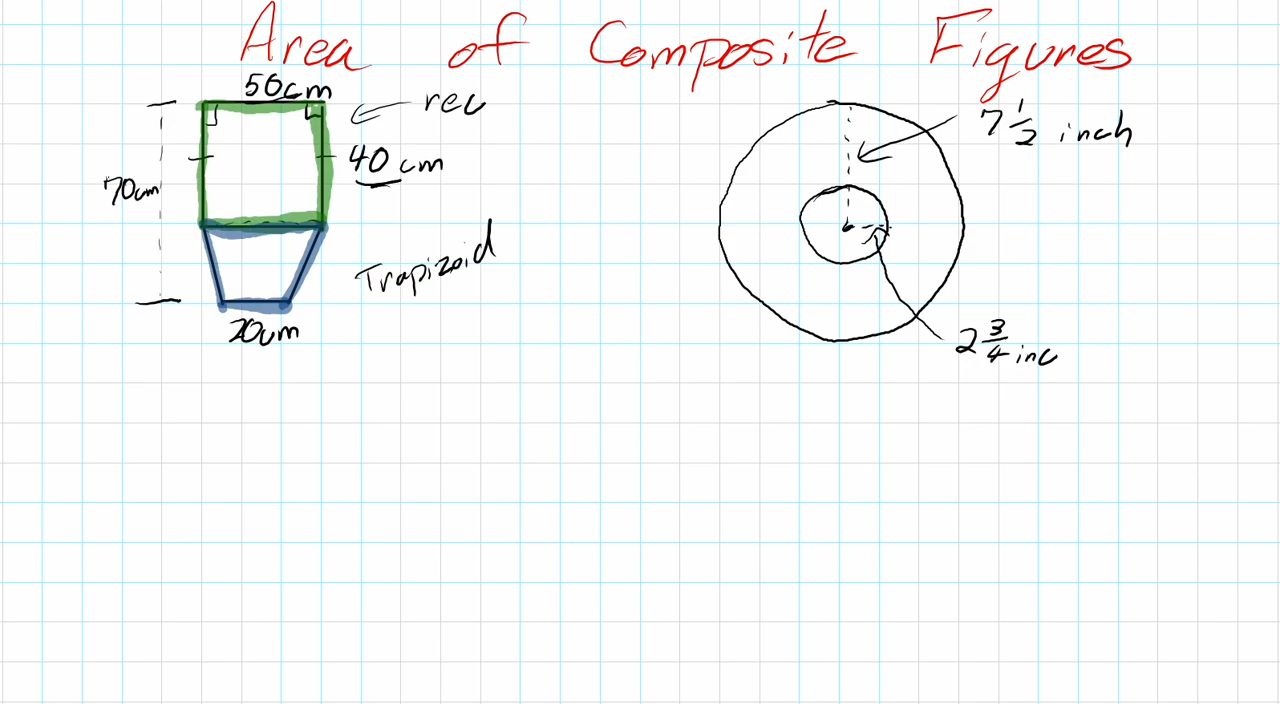 Area of Composite Figures
50cm
rec
40 cm
70cm
Trapizoid
20cm
7 1/2 inch
2 3/4 inc